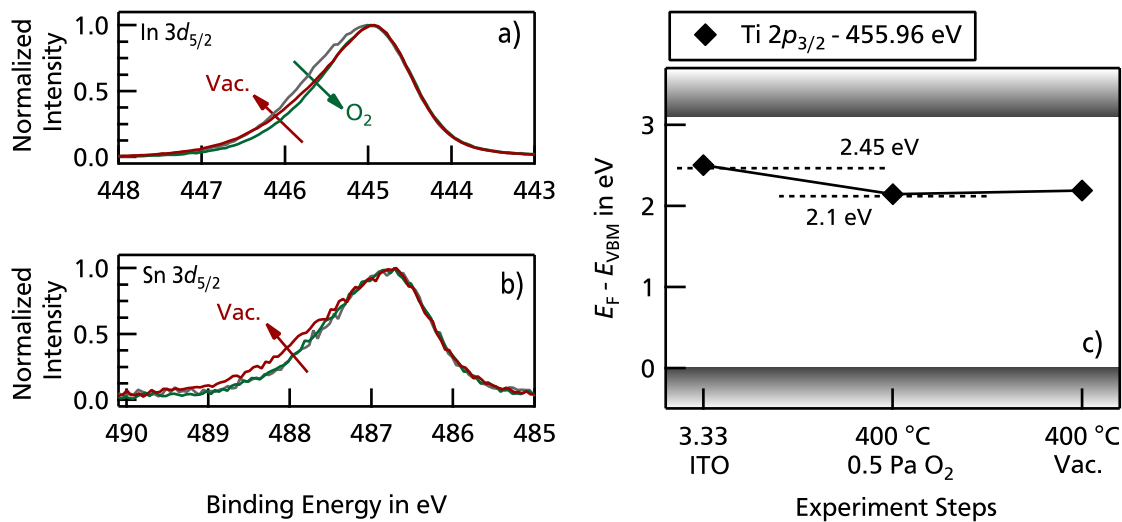 In 3d5/2
a)
Normalized
Intensity
1.0
0.5
0.0
Vac.
O2
448 447 446 445 444 443
Sn 3d5/2
b)
Normalized
Intensity
1.0
0.5
0.0
Vac.
490 489 488 487 486 485
Binding Energy in eV
Ti 2p3/2 - 455.96 eV
EF - EVBM in eV
3
2
1
0
2.45 eV
2.1 eV
c)
3.33 400 °C 400 °C
ITO 0.5 Pa O2 Vac.
Experiment Steps